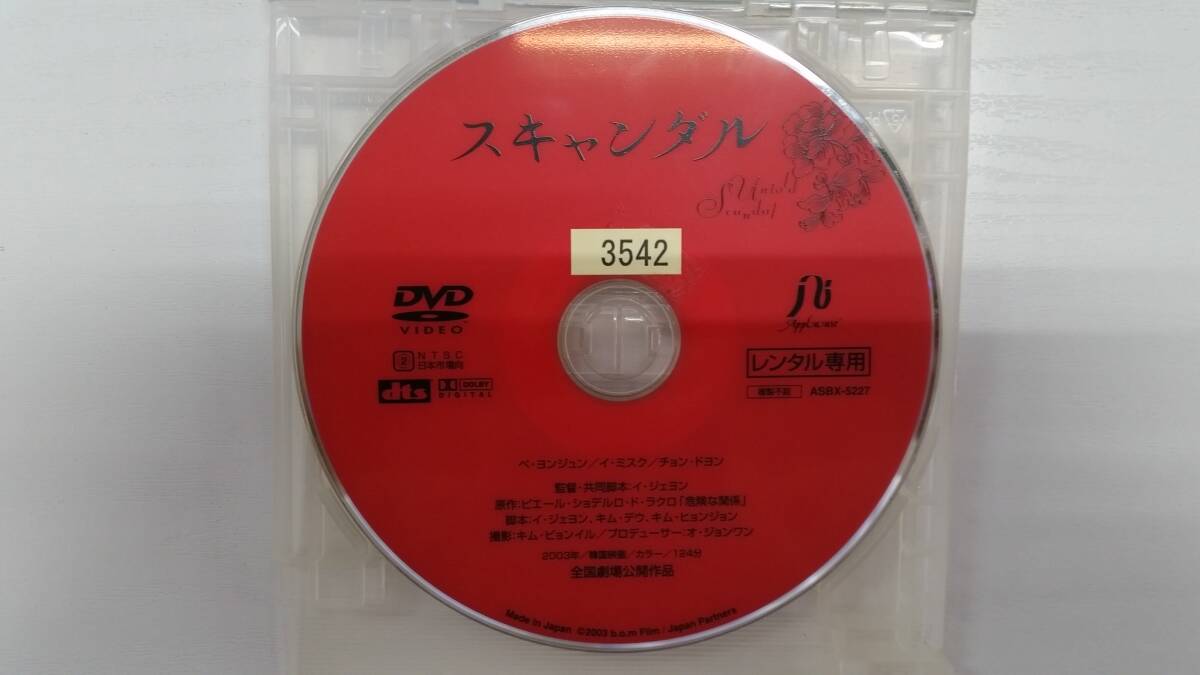 スキャンダル
Untold
Scandal
3542
DVD
VIDEO™
2 NTSC
日本市場向
dts DOLBY
DIGITAL
Applause
レンタル専用
複製不能 ASBX-5227
ペ・ヨンジュン／イ・ミスク／チョン・ドヨン
監督・共同脚本：イ・ジェヨン
原作：ピエール・ショデルロ・ド・ラクロ「危険な関係」
脚本：イ・ジェヨン、キム・デウ、キム・ヒョンジョン
撮影：キム・ビョンイル／プロデューサー：オ・ジョンワン
2003年／韓国映画／カラー／124分
全国劇場公開作品
Made in Japan ©2003 b.o.m Film / Japan Partners